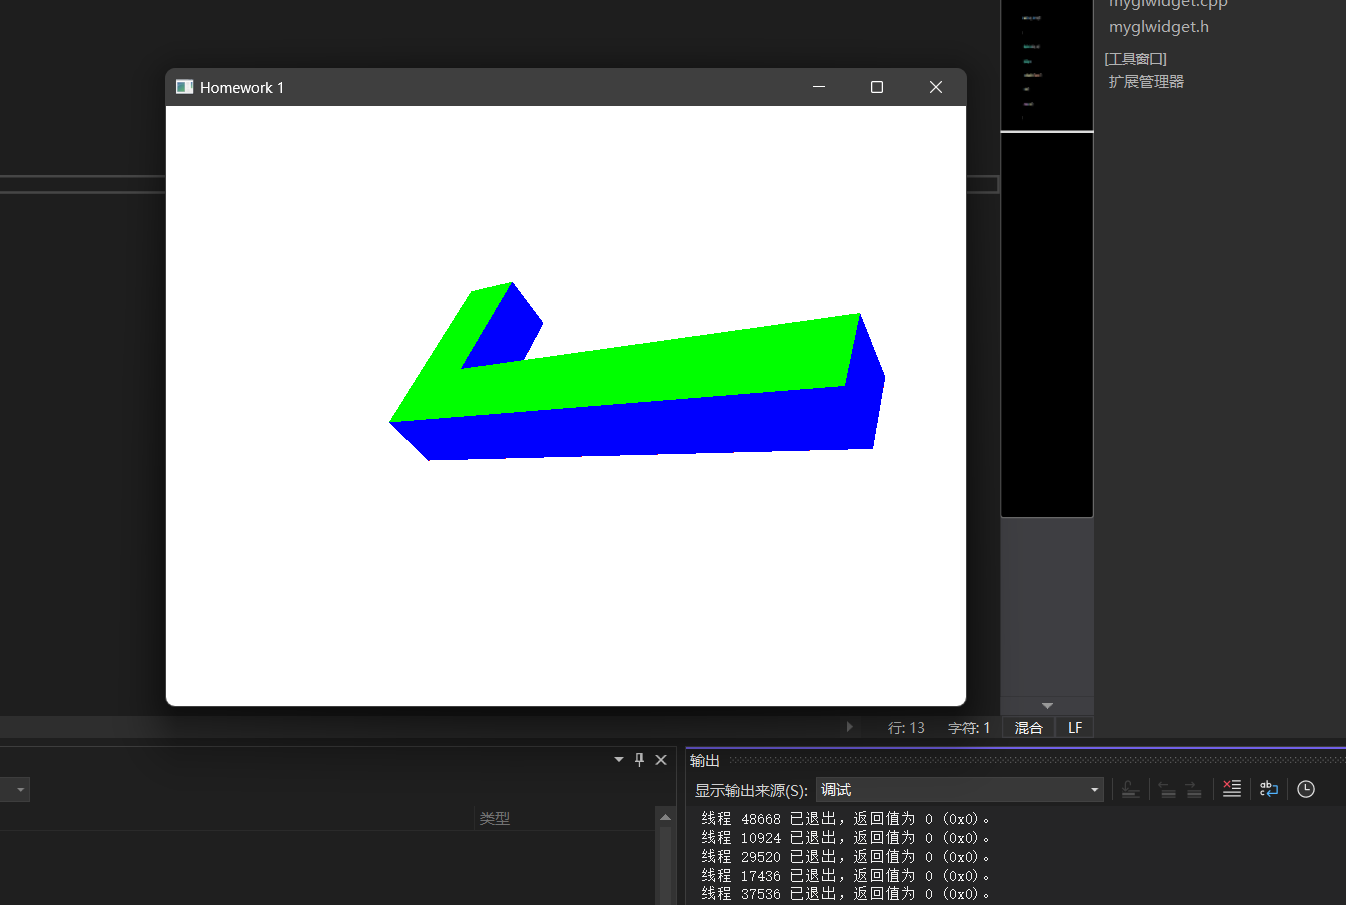 myglwidget.cpp
myglwidget.h
[工具窗口]
扩展管理器
Homework 1
行: 13
字符: 1
混合
LF
类型
输出
显示输出来源(S):
调试
线程 48668 已退出，返回值为 0 (0x0)。
线程 10924 已退出，返回值为 0 (0x0)。
线程 29520 已退出，返回值为 0 (0x0)。
线程 17436 已退出，返回值为 0 (0x0)。
线程 37536 已退出，返回值为 0 (0x0)。